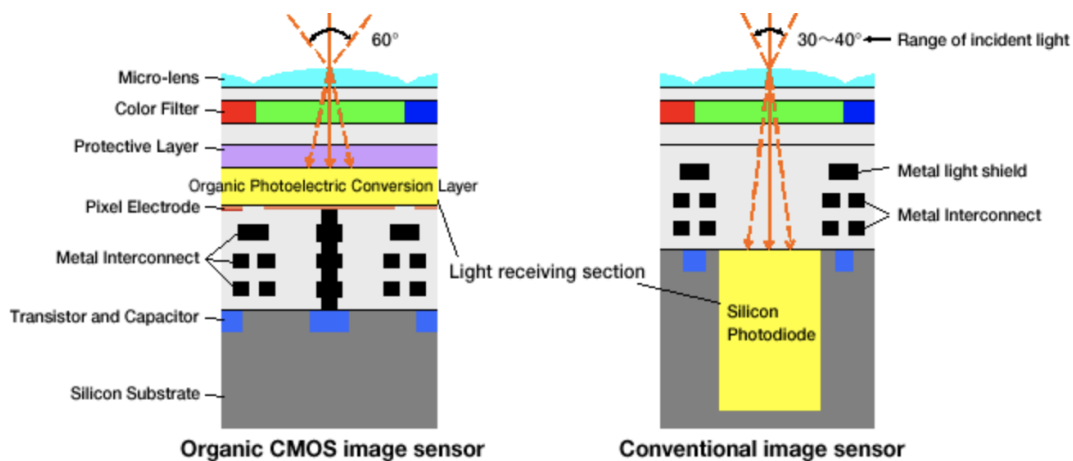 60°
30～40°
Range of incident light
Micro-lens
Color Filter
Protective Layer
Organic Photoelectric Conversion Layer
Pixel Electrode
Metal Interconnect
Transistor and Capacitor
Silicon Substrate
Light receiving section
Metal light shield
Metal Interconnect
Silicon
Photodiode
Organic CMOS image sensor
Conventional image sensor